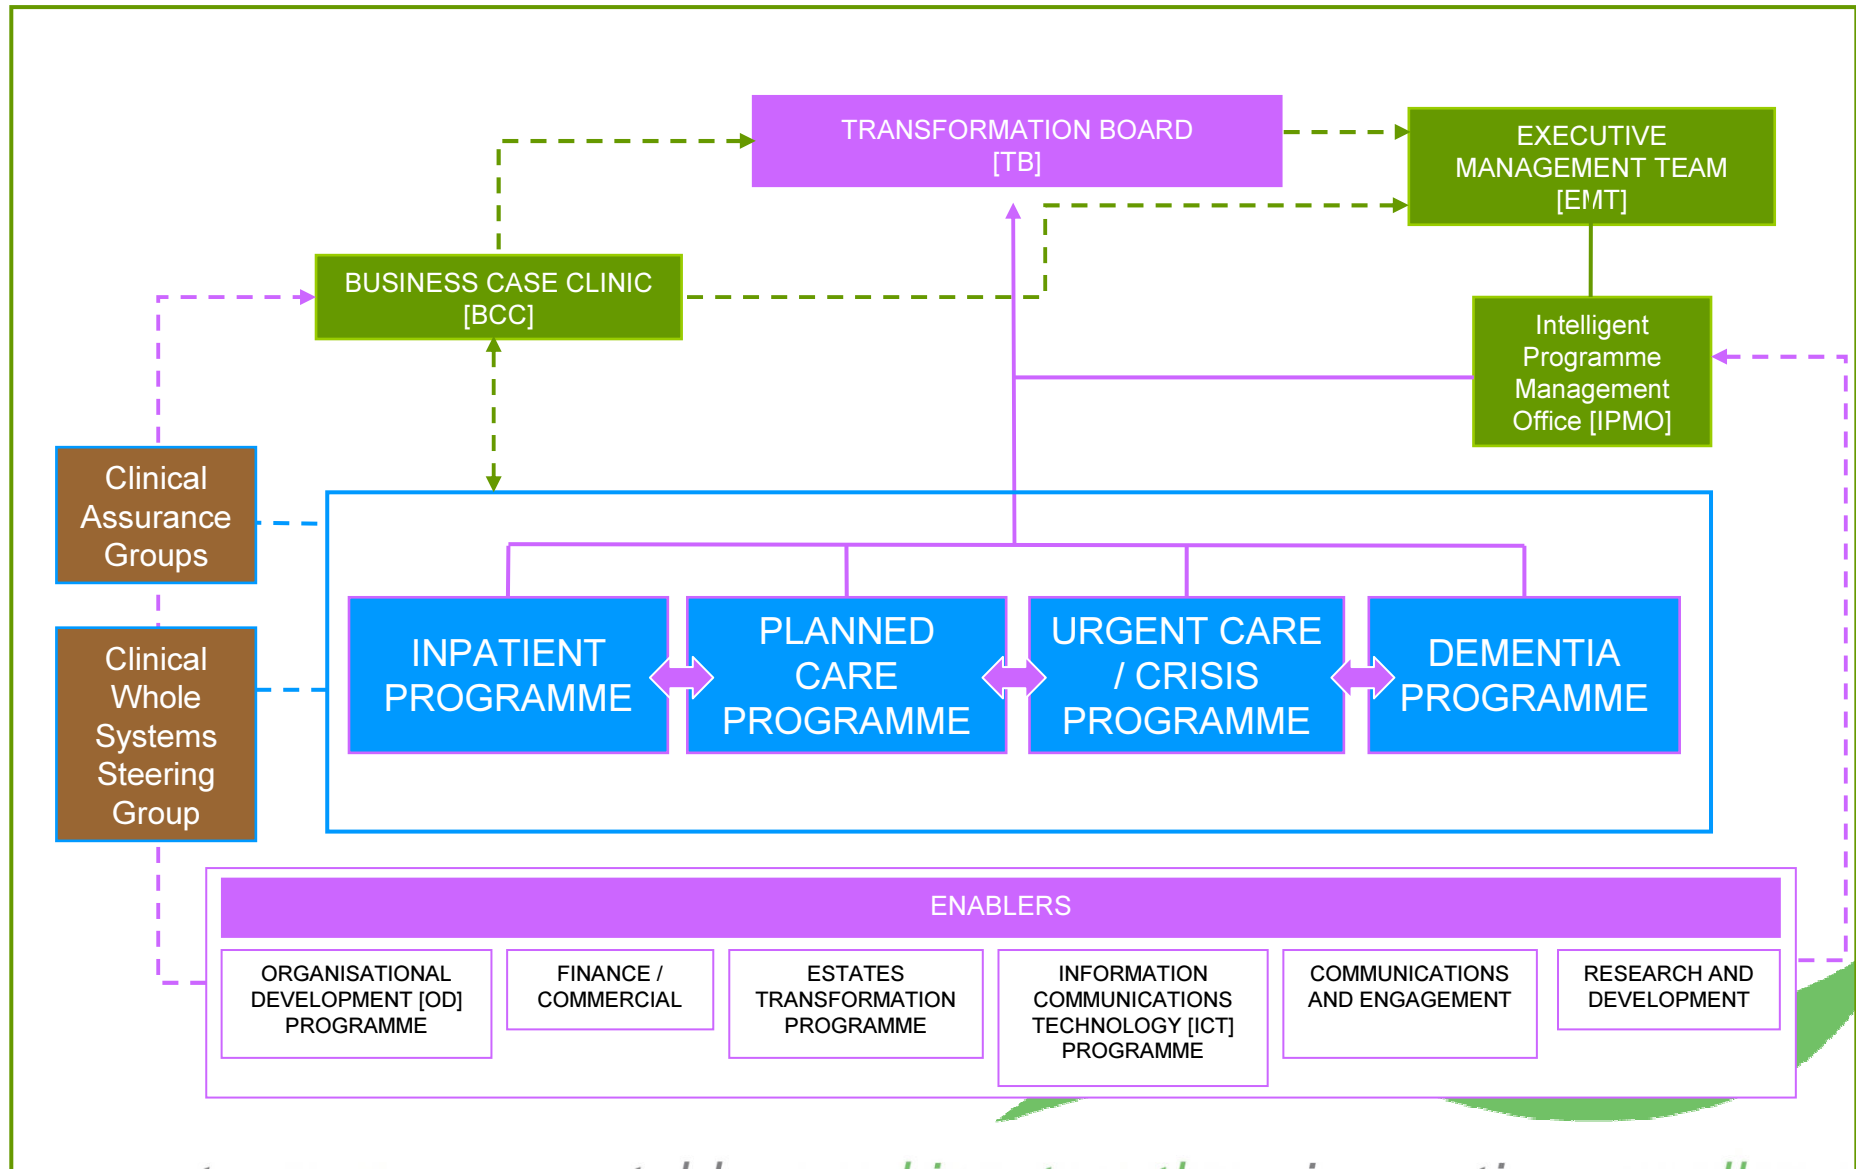 TRANSFORMATION BOARD
[TB]
EXECUTIVE
MANAGEMENT TEAM
[EMT]
BUSINESS CASE CLINIC
[BCC]
Intelligent
Programme
Management
Office [IPMO]
Clinical
Assurance
Groups
Clinical
Whole
Systems
Steering
Group
INPATIENT
PROGRAMME
PLANNED
CARE
PROGRAMME
URGENT CARE
/ CRISIS
PROGRAMME
DEMENTIA
PROGRAMME
ENABLERS
ORGANISATIONAL
DEVELOPMENT [OD]
PROGRAMME
FINANCE /
COMMERCIAL
ESTATES
TRANSFORMATION
PROGRAMME
INFORMATION
COMMUNICATIONS
TECHNOLOGY [ICT]
PROGRAMME
COMMUNICATIONS
AND ENGAGEMENT
RESEARCH AND
DEVELOPMENT